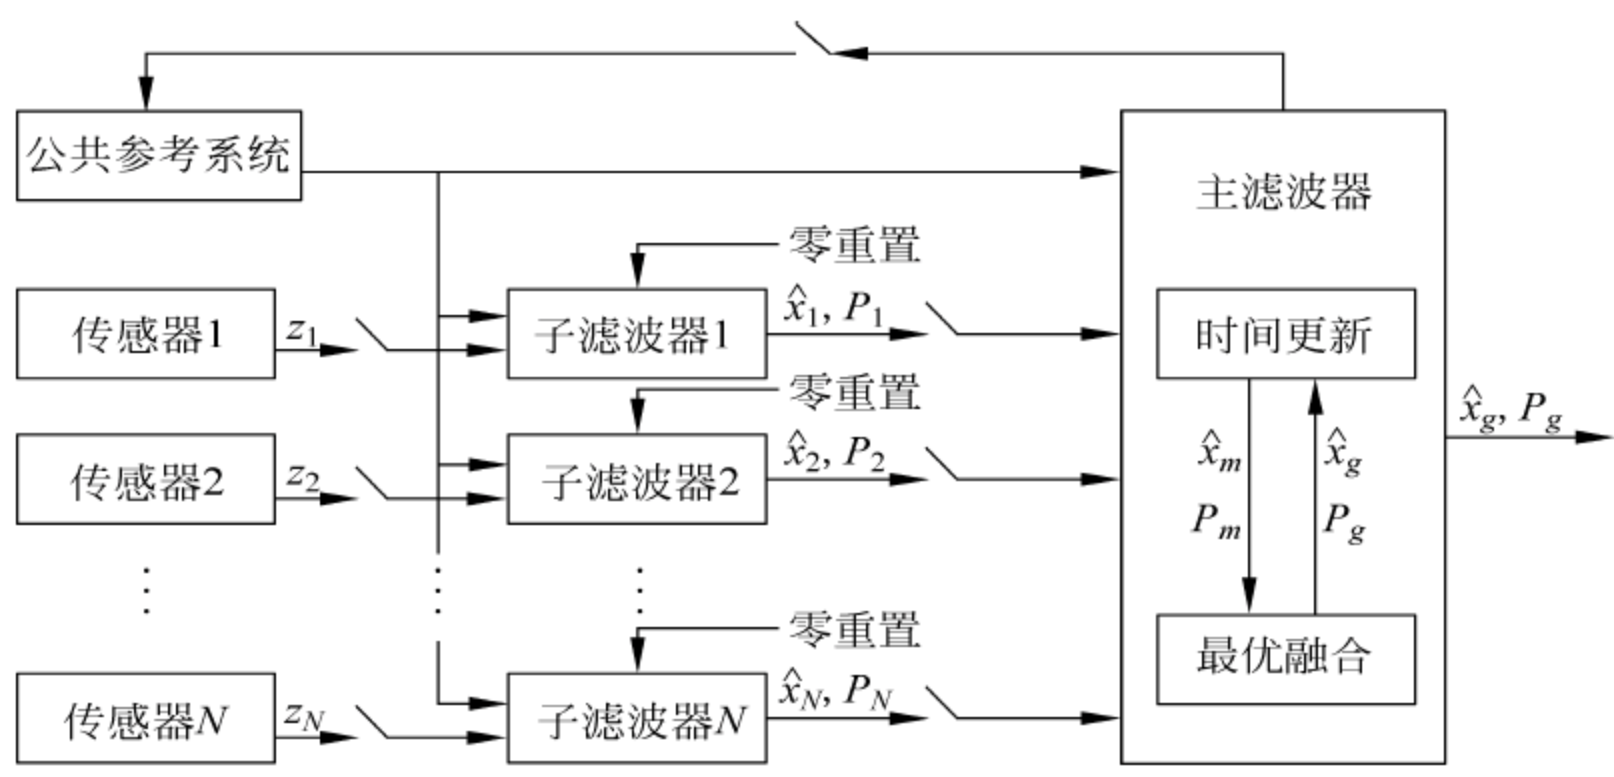 公共参考系统
主滤波器
零重置
传感器1
z₁
子滤波器1
x̂₁, P₁
时间更新
零重置
传感器2
z₂
子滤波器2
x̂₂, P₂
x̂ₘ
x̂g
Pₘ
Pg
x̂g, Pg
零重置
传感器N
zN
子滤波器N
x̂N, PN
最优融合